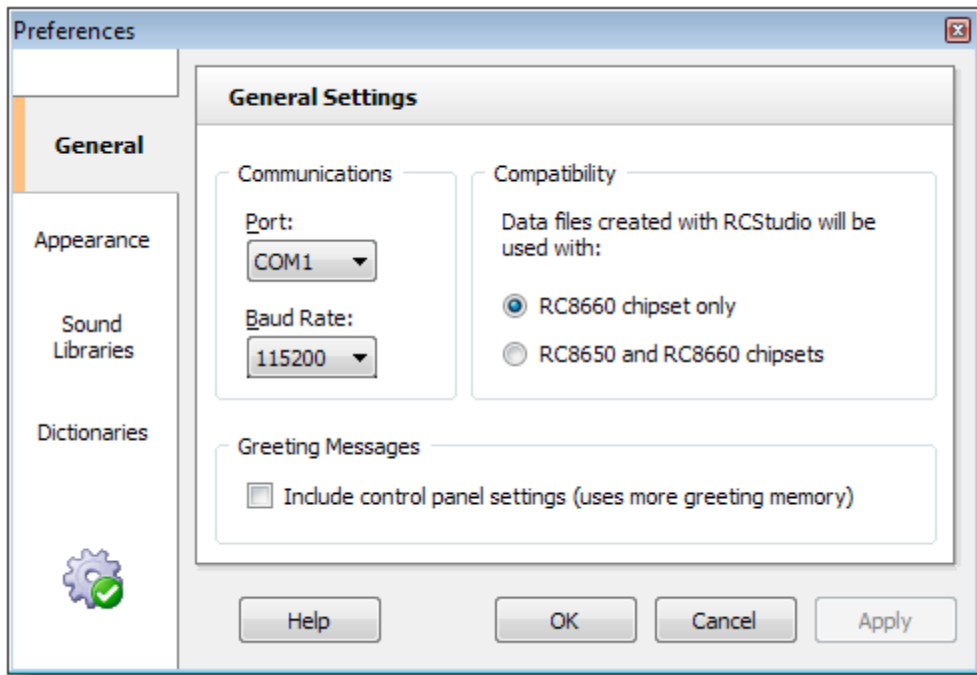 Preferences
General
Appearance
Sound
Libraries
Dictionaries
General Settings
Communications
Port:
COM1
Baud Rate:
115200
Compatibility
Data files created with RCStudio will be
used with:
RC8660 chipset only
RC8650 and RC8660 chipsets
Greeting Messages
Include control panel settings (uses more greeting memory)
Help
OK
Cancel
Apply